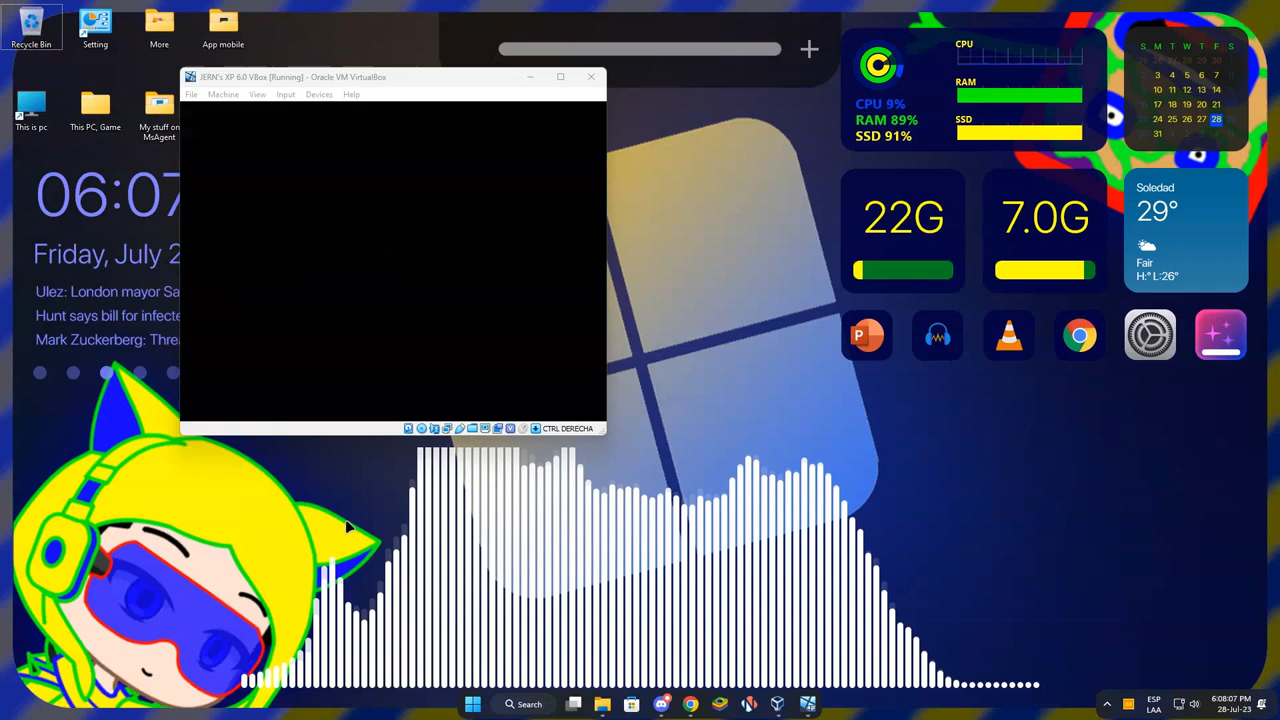 Recycle Bin
Setting
More
App mobile
This is pc
This PC, Game
My stuff on MsAgent
06:07
Friday, July 2
Ulez: London mayor Sa
Hunt says bill for infecte
Mark Zuckerberg: Thre
JERN's XP 6.0 VBox [Running] - Oracle VM VirtualBox
File Machine View Input Devices Help
CTRL DERECHA
CPU 9%
RAM 89%
SSD 91%
CPU
RAM
SSD
S M T W T F S
3 4 5 6 7
10 11 12 13 14
17 18 19 20 21
24 25 26 27 28
31
22G
7.0G
Soledad
29°
Fair
H:° L:26°
P
Search
ESP
LAA
6:08:07 PM
28-Jul-23